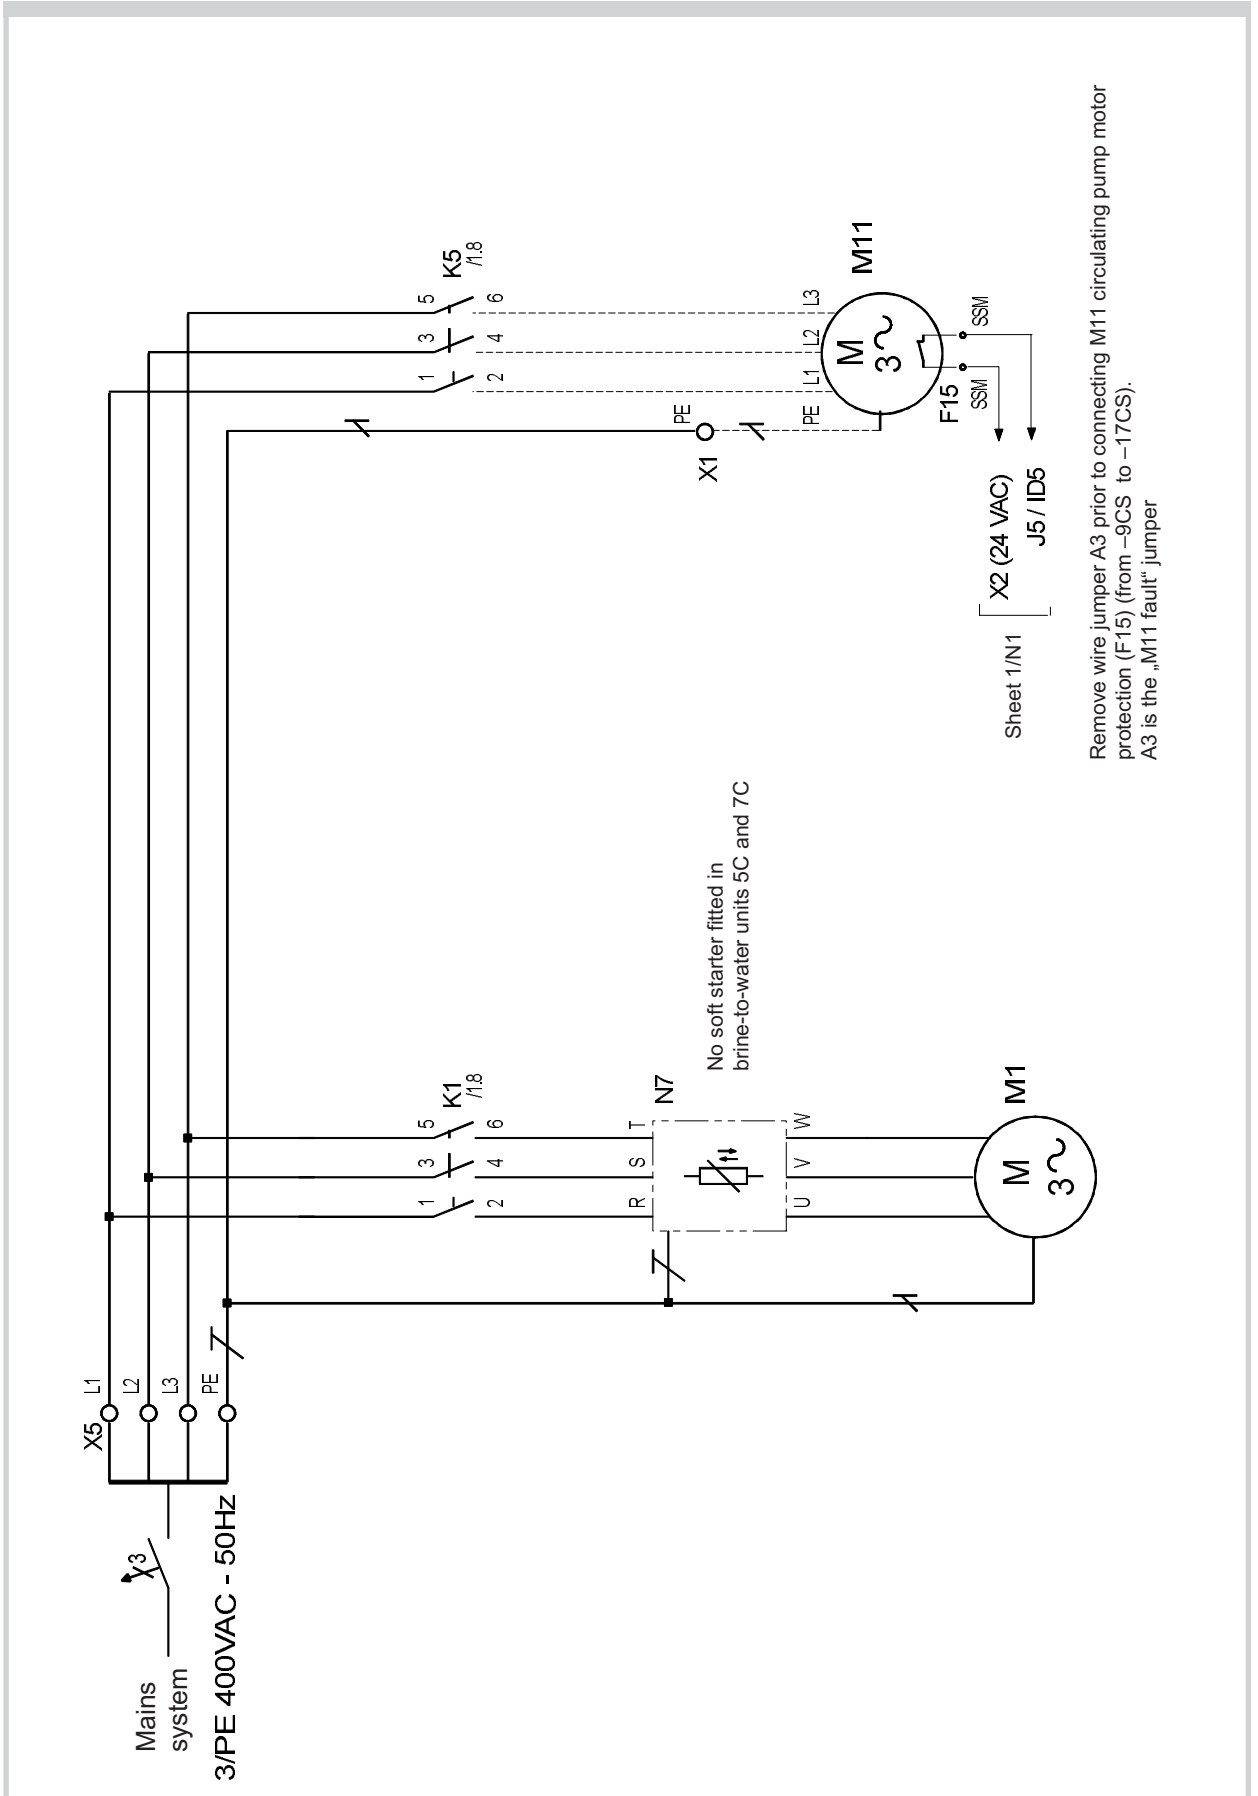 Mains
system
3/PE 400VAC - 50Hz
3
X5
L1
L2
L3
PE
K1
/1.8
1 3 5
2 4 6
N7
R S T
U V W
M
3
M1
No soft starter fitted in
brine-to-water units 5C and 7C
K5
/1.8
1 3 5
2 4 6
X1
PE
PE L1 L2 L3
M
3
M11
F15
SSM SSM
Sheet 1/N1
X2 (24 VAC)
J5 / ID5
Remove wire jumper A3 prior to connecting M11 circulating pump motor
protection (F15) (from –9CS to –17CS).
A3 is the „M11 fault“ jumper